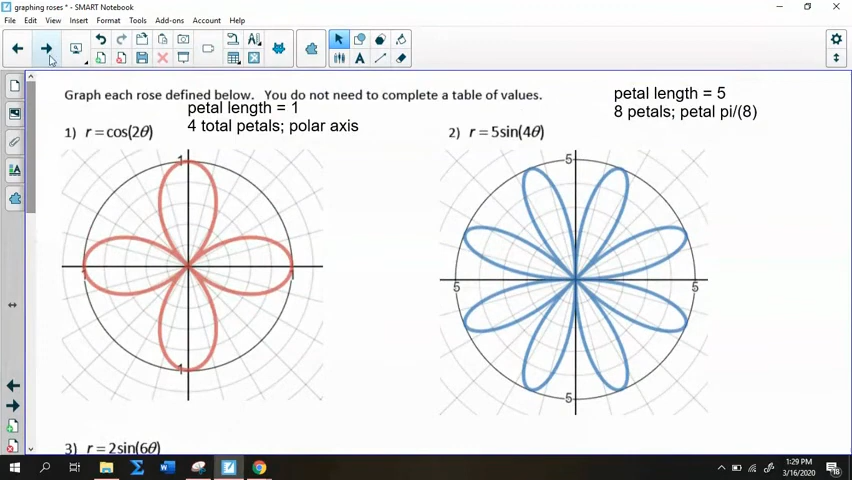 graphing roses * - SMART Notebook
File Edit View Insert Format Tools Add-ons Account Help
Graph each rose defined below. You do not need to complete a table of values.
petal length = 1
4 total petals; polar axis
petal length = 5
8 petals; petal pi/(8)
1) r = cos(2θ)
2) r = 5sin(4θ)
1
1
1
1
5
5
5
5
3) r = 2sin(6θ)
1:29 PM
3/16/2020
18